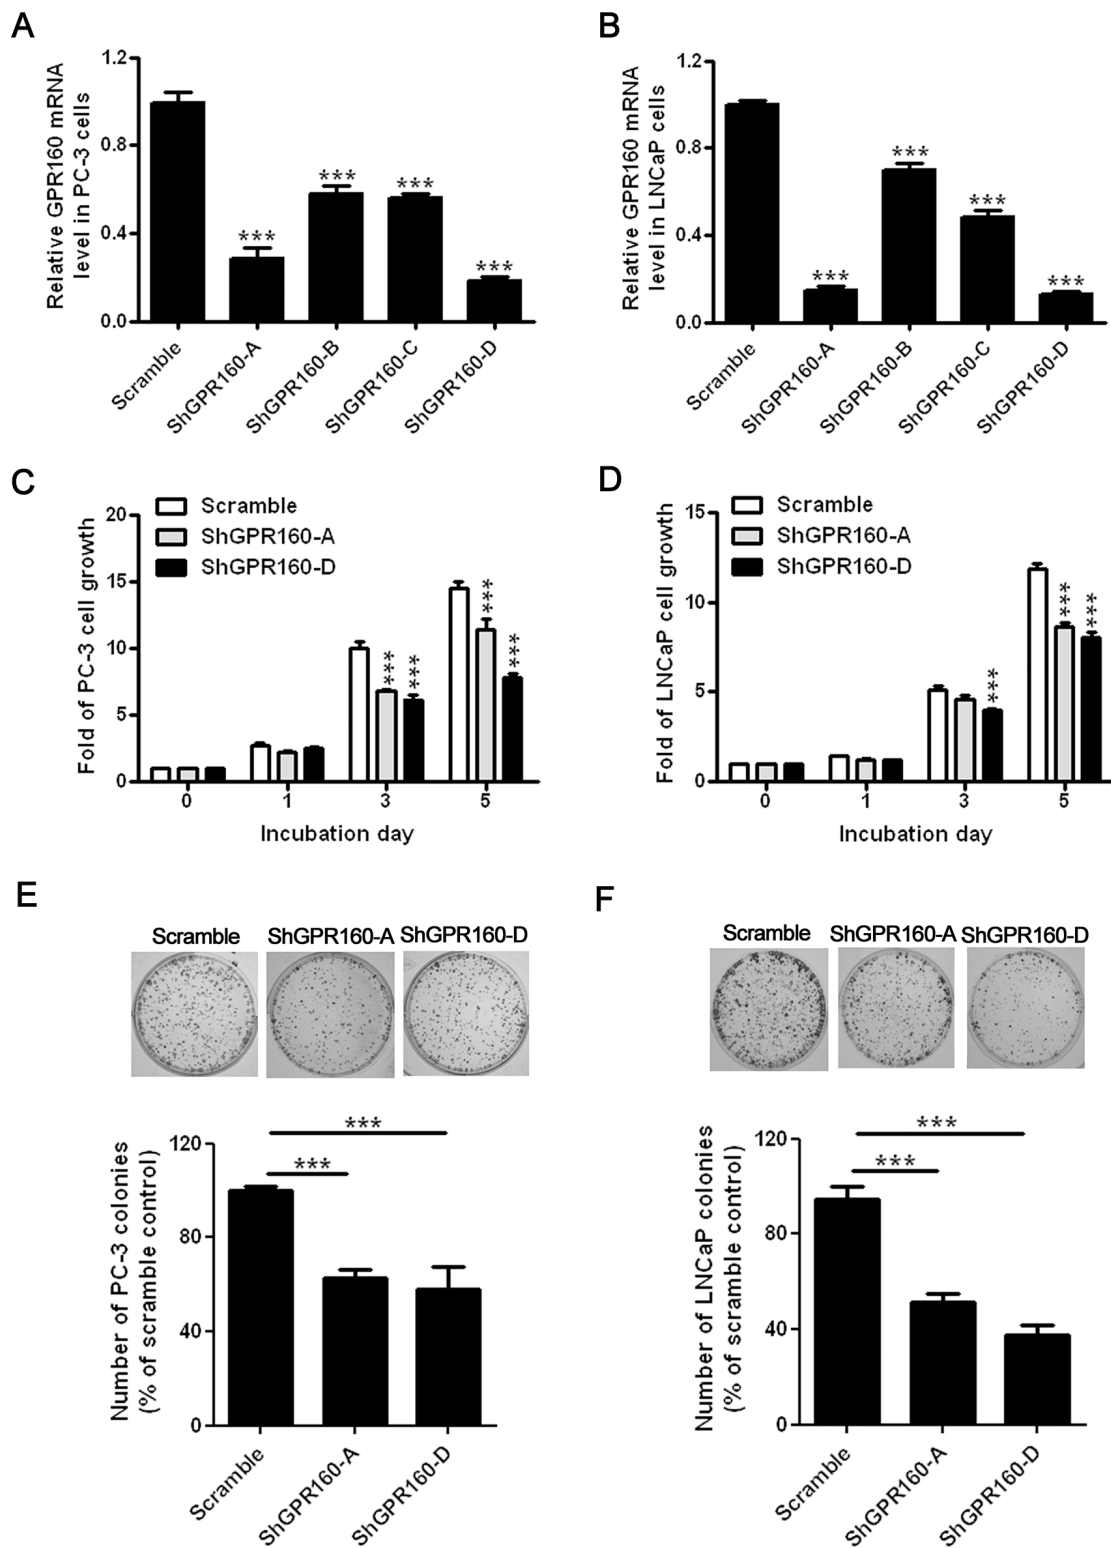 A
Relative GPR160 mRNA
level in PC-3 cells
1.2
0.8
0.4
0.0
***
***
***
***
Scramble
ShGPR160-A
ShGPR160-B
ShGPR160-C
ShGPR160-D
B
Relative GPR160 mRNA
level in LNCaP cells
1.2
0.8
0.4
0.0
***
***
***
***
Scramble
ShGPR160-A
ShGPR160-B
ShGPR160-C
ShGPR160-D
C
Fold of PC-3 cell growth
20
15
10
5
0
Scramble
ShGPR160-A
ShGPR160-D
***
***
***
***
0
1
3
5
Incubation day
D
Fold of LNCaP cell growth
15
10
5
0
Scramble
ShGPR160-A
ShGPR160-D
***
***
***
0
1
3
5
Incubation day
E
Scramble
ShGPR160-A
ShGPR160-D
Number of PC-3 colonies
(% of scramble control)
120
80
40
0
***
***
Scramble
ShGPR160-A
ShGPR160-D
F
Scramble
ShGPR160-A
ShGPR160-D
Number of LNCaP colonies
(% of scramble control)
120
80
40
0
***
***
Scramble
ShGPR160-A
ShGPR160-D